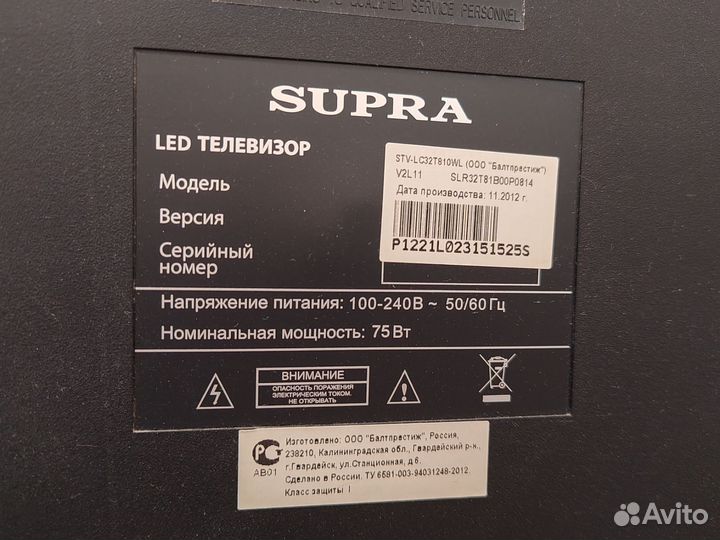 TO QUALIFIED SERVICE PERSONNEL
SUPRA
LED ТЕЛЕВИЗОР
Модель
Версия
Серийный
номер
STV-LC32T810WL (ООО "Балтпрестиж")
V2L11 SLR32T81B00P0814
Дата производства: 11.2012 г.
P1221L023151525S
Напряжение питания: 100-240В ~ 50/60 Гц
Номинальная мощность: 75 Вт
ВНИМАНИЕ
ОПАСНОСТЬ ПОРАЖЕНИЯ
ЭЛЕКТРИЧЕСКИМ ТОКОМ.
НЕ ОТКРЫВАТЬ
АВ01
Изготовлено: ООО "Балтпрестиж", Россия,
238210, Калининградская обл., Гвардейский р-н.,
г.Гвардейск, ул.Станционная, д.6.
Сделано в России. ТУ 6581-003-94031248-2012.
Класс защиты I
Avito